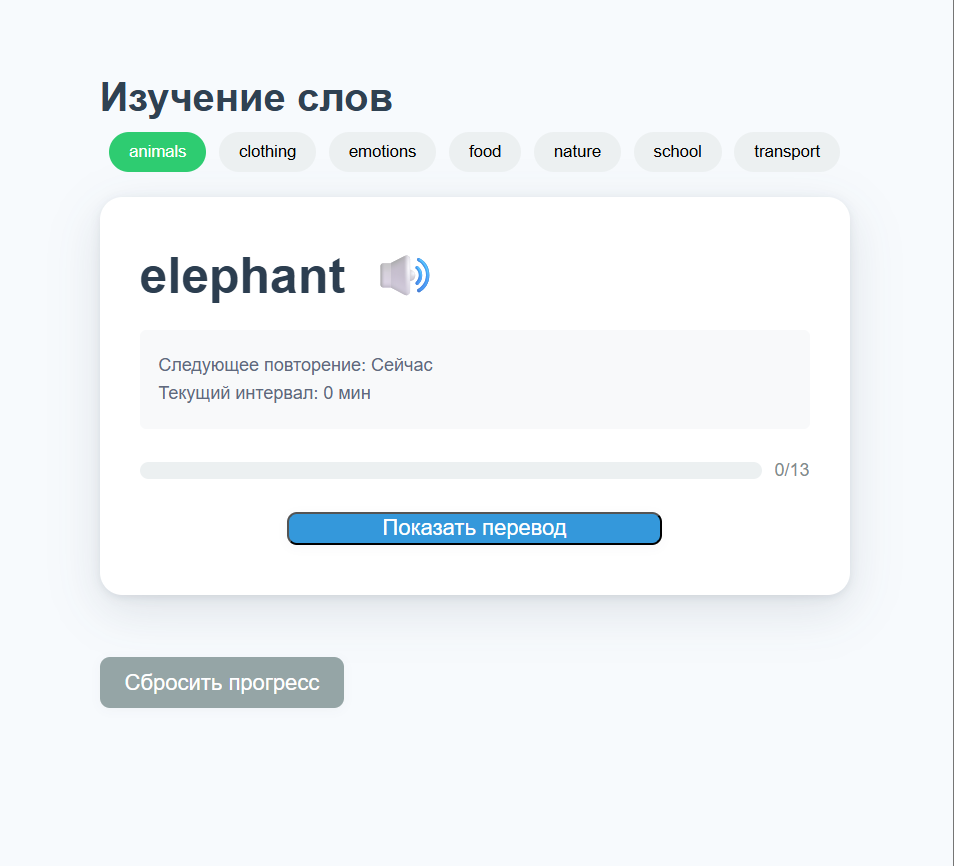 Изучение слов
animals clothing emotions food nature school transport
elephant
Следующее повторение: Сейчас
Текущий интервал: 0 мин
0/13
Показать перевод
Сбросить прогресс